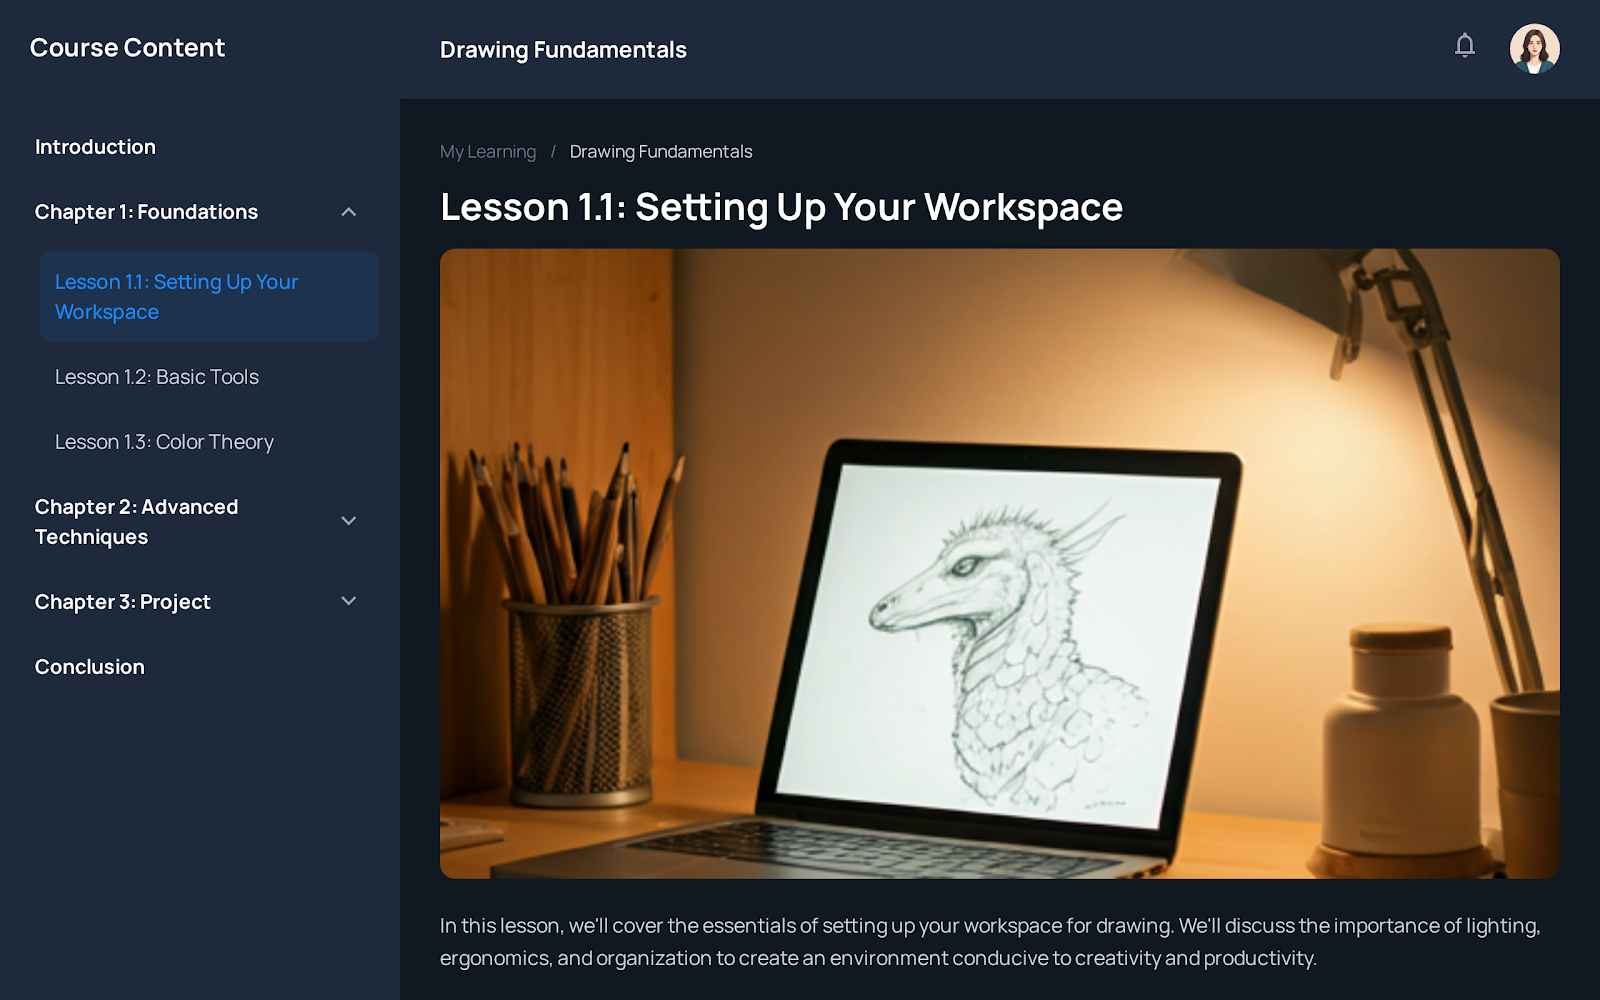 Course Content
Introduction
Chapter 1: Foundations
Lesson 1.1: Setting Up Your
Workspace
Lesson 1.2: Basic Tools
Lesson 1.3: Color Theory
Chapter 2: Advanced
Techniques
Chapter 3: Project
Conclusion
Drawing Fundamentals
My Learning / Drawing Fundamentals
Lesson 1.1: Setting Up Your Workspace
In this lesson, we'll cover the essentials of setting up your workspace for drawing. We'll discuss the importance of lighting,
ergonomics, and organization to create an environment conducive to creativity and productivity.